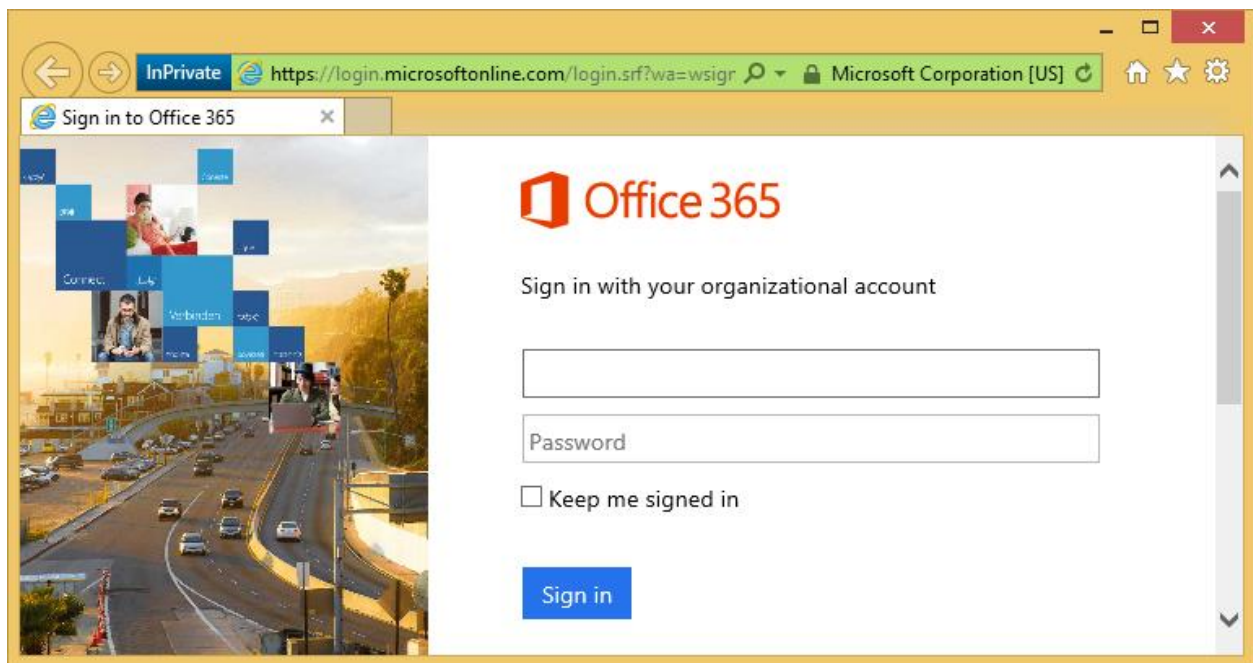 InPrivate https://login.microsoftonline.com/login.srf?wa=wsigr Microsoft Corporation [US]
Sign in to Office 365
Office 365
Sign in with your organizational account
Connect
Verbinden
Password
Keep me signed in
Sign in